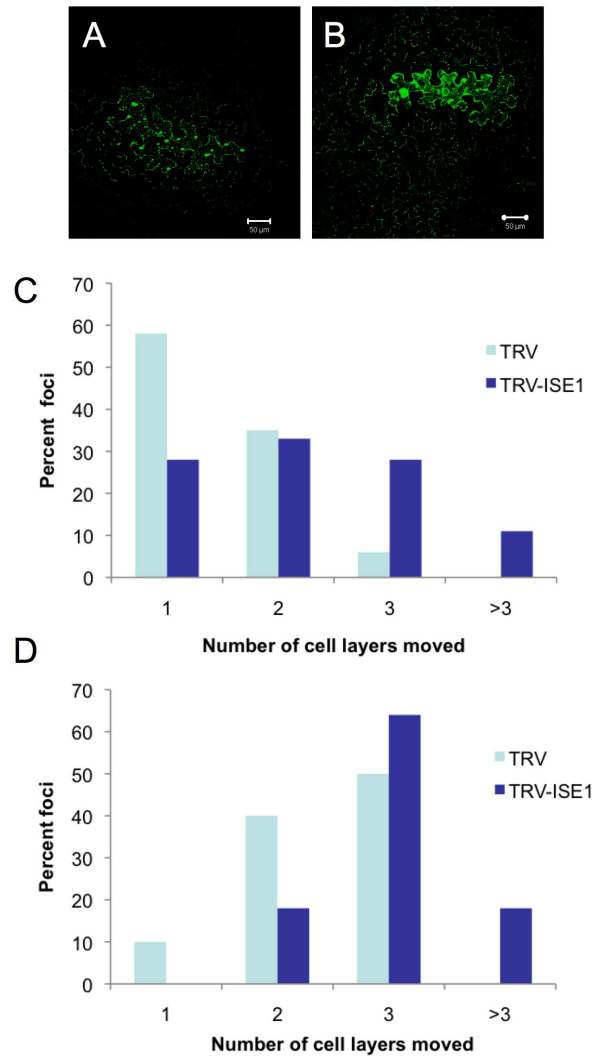 A
B
50 µm
50 µm
C
70
60
50
40
30
20
10
0
Percent foci
TRV
TRV-ISE1
1 2 3 >3
Number of cell layers moved
D
70
60
50
40
30
20
10
0
Percent foci
TRV
TRV-ISE1
1 2 3 >3
Number of cell layers moved